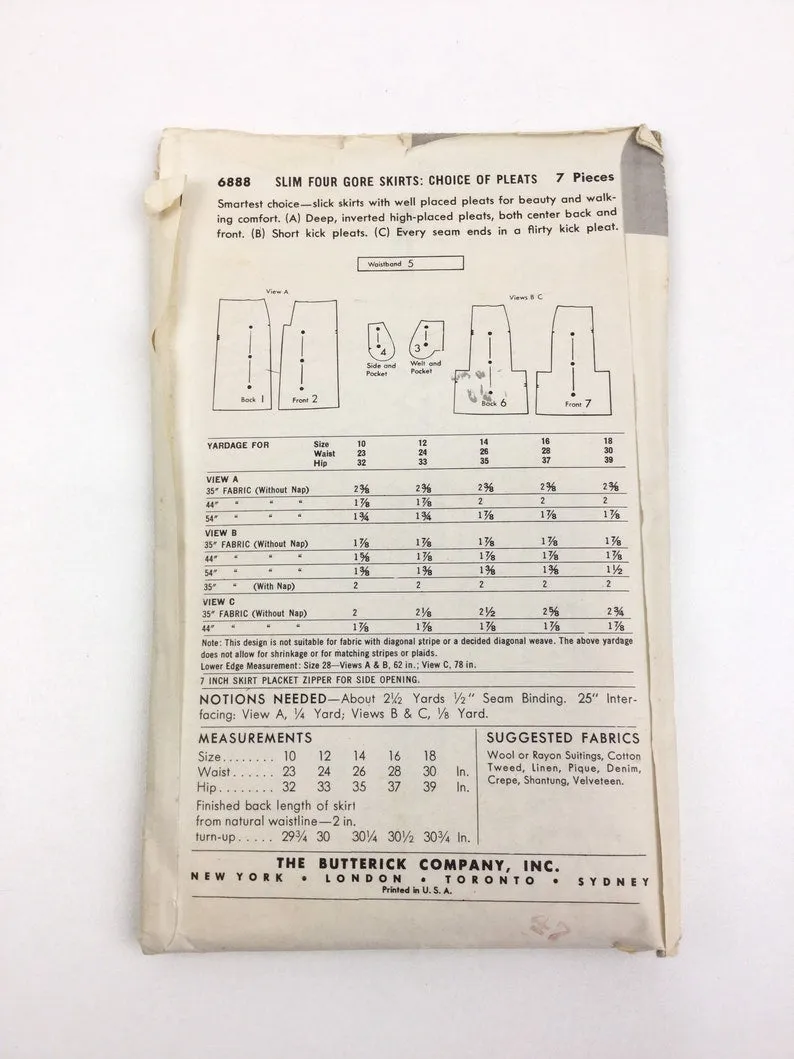 6888 SLIM FOUR GORE SKIRTS: CHOICE OF PLEATS 7 Pieces
Smartest choice—slick skirts with well placed pleats for beauty and walk-
ing comfort. (A) Deep, inverted high-placed pleats, both center back and
front. (B) Short kick pleats. (C) Every seam ends in a flirty kick pleat.
Waistband 5
View A
Views B C
4
3
Side and
Pocket
Welt and
Pocket
Back 1
Front 2
Back 6
Front 7
YARDAGE FOR Size 10 12 14 16 18
Waist 23 24 26 28 30
Hip 32 33 35 37 39
VIEW A
35" FABRIC (Without Nap) 2⅜ 2⅜ 2⅜ 2⅜ 2⅜
44" " " " 1⅞ 1⅞ 2 2 2
54" " " " 1¾ 1¾ 1⅞ 1⅞ 1⅞
VIEW B
35" FABRIC (Without Nap) 1⅞ 1⅞ 1⅞ 1⅞ 1⅞
44" " " " 1⅞ 1⅞ 1⅞ 1⅞
54" " " " 1⅜ 1⅜ 1⅜ 1⅜ 1½
35" " (With Nap) 2 2 2 2 2
VIEW C
35" FABRIC (Without Nap) 2 2⅛ 2½ 2⅝ 2¾
44" " " " 1⅞ 1⅞ 1⅞ 1⅞ 1⅞
Note: This design is not suitable for fabric with diagonal stripe or a decided diagonal weave. The above yardage
does not allow for shrinkage or for matching stripes or plaids.
Lower Edge Measurement: Size 28—Views A & B, 62 in.; View C, 78 in.
7 INCH SKIRT PLACKET ZIPPER FOR SIDE OPENING.
NOTIONS NEEDED—About 2½ Yards ½" Seam Binding. 25" Inter-
facing: View A, ¼ Yard; Views B & C, ⅛ Yard.
MEASUREMENTS
Size........ 10 12 14 16 18
Waist...... 23 24 26 28 30 In.
Hip........ 32 33 35 37 39 In.
Finished back length of skirt
from natural waistline—2 in.
turn-up..... 29¾ 30 30¼ 30½ 30¾ In.
SUGGESTED FABRICS
Wool or Rayon Suitings, Cotton
Tweed, Linen, Pique, Denim,
Crepe, Shantung, Velveteen.
THE BUTTERICK COMPANY, INC.
NEW YORK • LONDON • TORONTO • SYDNEY
Printed in U. S. A.